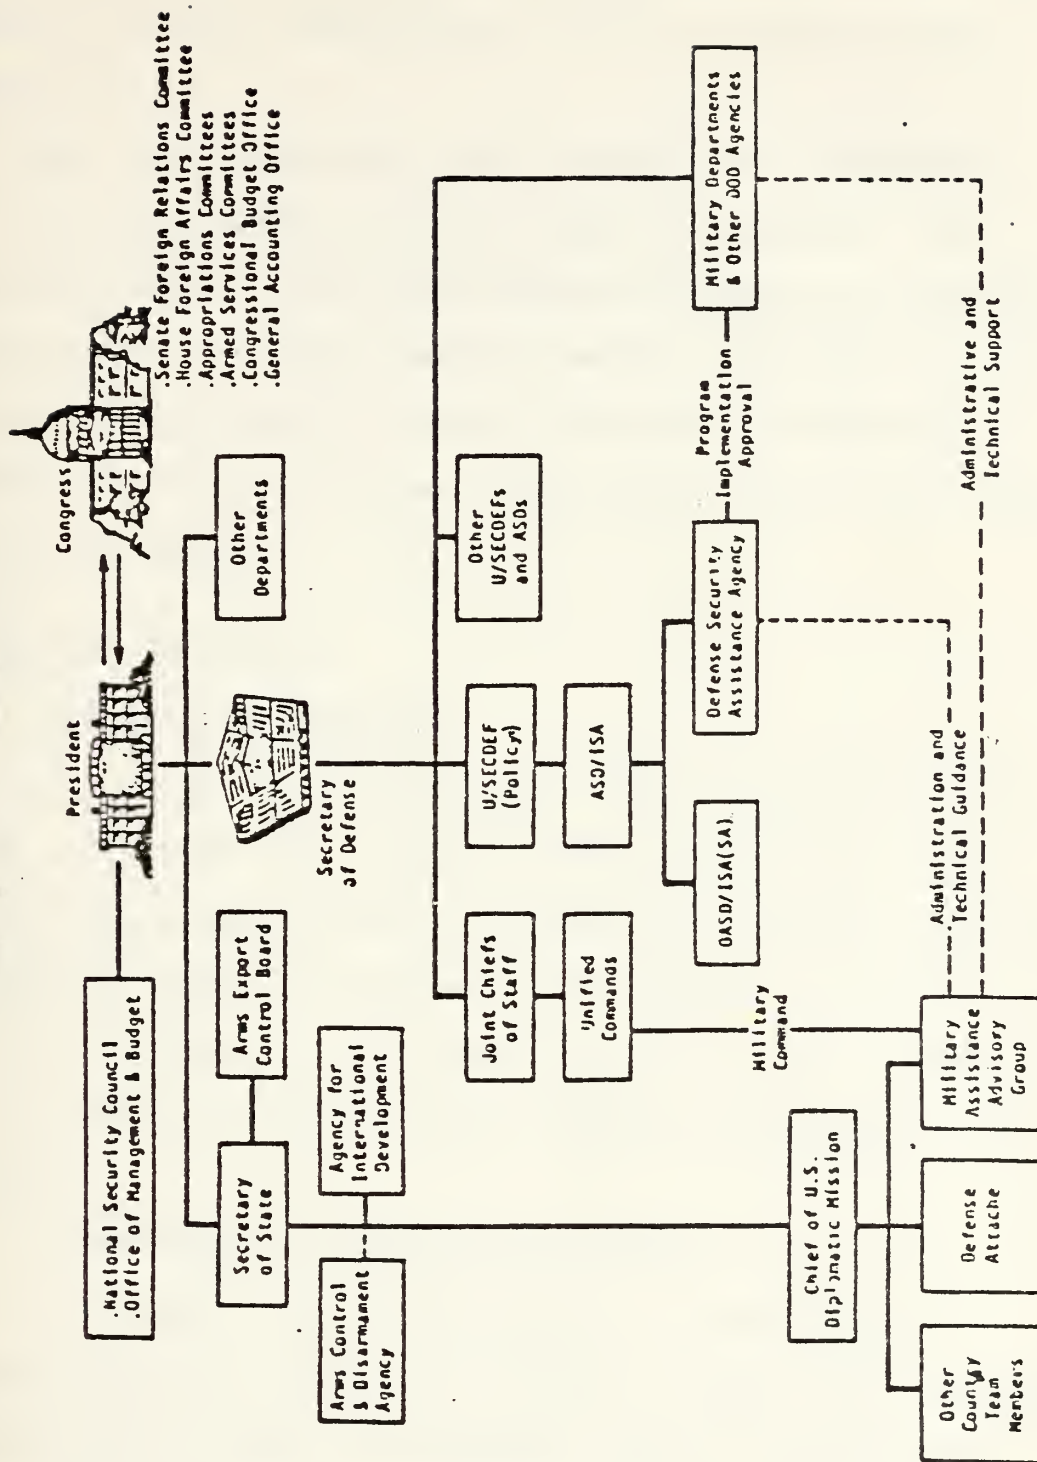 Congress
.Senate Foreign Relations Committee
.House Foreign Affairs Committee
.Appropriations Committees
.Armed Services Committees
.Congressional Budget Office
.General Accounting Office
President
.National Security Council
.Office of Management & Budget
Other
Departments
Secretary
of Defense
Arms Export
Control Board
Secretary
of State
Agency for
International
Development
Arms Control
& Disarmament
Agency
Other
U/SECDEFs
and ASDs
U/SECDEF
(Policy)
Joint Chiefs
of Staff
ASD/ISA
Unified
Commands
Military Departments
& Other DOD Agencies
Program
Implementation
Approval
Defense Security
Assistance Agency
OASD/ISA(SA)
Military
Command
Chief of U.S.
Diplomatic Mission
Administration and
Technical Guidance
Administrative and
Technical Support
Military
Assistance
Advisory
Group
Defense
Attache
Other
Country
Team
Members